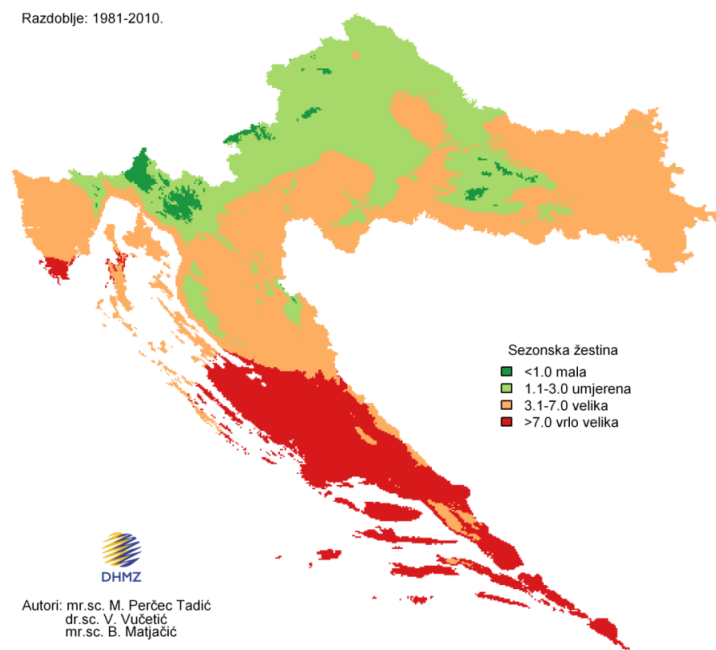 Razdoblje: 1981-2010.
Sezonska žestina
<1.0 mala
1.1-3.0 umjerena
3.1-7.0 velika
>7.0 vrlo velika
DHMZ
Autori: mr.sc. M. Perčec Tadić
dr.sc. V. Vučetić
mr.sc. B. Matjačić